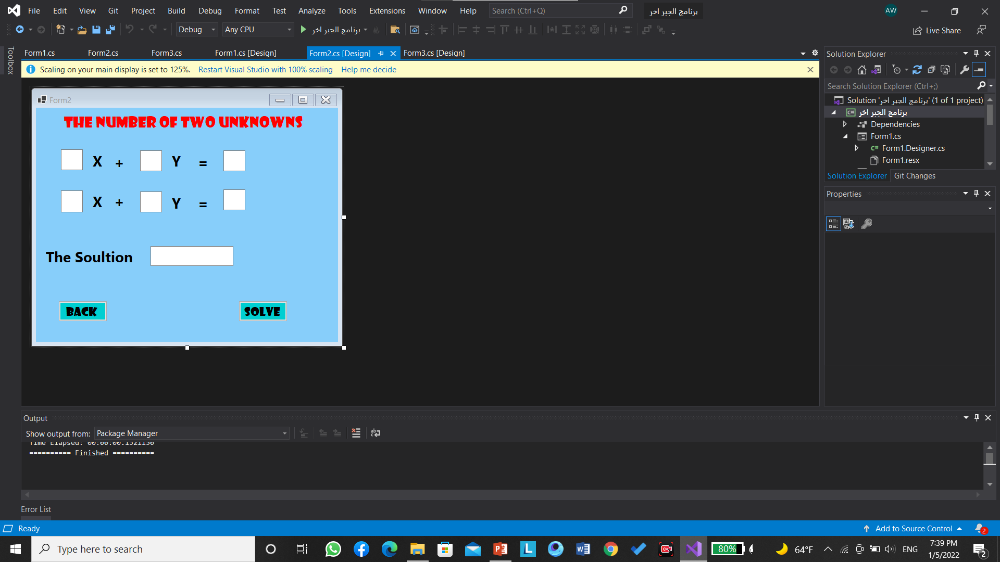 File Edit View Git Project Build Debug Format Test Analyze Tools Extensions Window Help Search (Ctrl+Q) برنامج الجبر اخر AW
Debug Any CPU برنامج الجبر اخر Live Share
Toolbox
Form1.cs Form2.cs Form3.cs Form1.cs [Design] Form2.cs [Design] Form3.cs [Design]
Scaling on your main display is set to 125%. Restart Visual Studio with 100% scaling Help me decide
Form2
THE NUMBER OF TWO UNKNOWNS
X + Y =
X + Y =
The Soultion
BACK SOLVE
Solution Explorer
Search Solution Explorer (Ctrl+;)
Solution 'برنامج الجبر اخر' (1 of 1 project)
C# برنامج الجبر اخر
Dependencies
Form1.cs
C# Form1.Designer.cs
Form1.resx
Solution Explorer Git Changes
Properties
Output
Show output from: Package Manager
Time Elapsed: 00:00:00.1321150
========== Finished ==========
Error List
Ready Add to Source Control 2
Type here to search 80% 64°F ENG 7:39 PM
1/5/2022 2